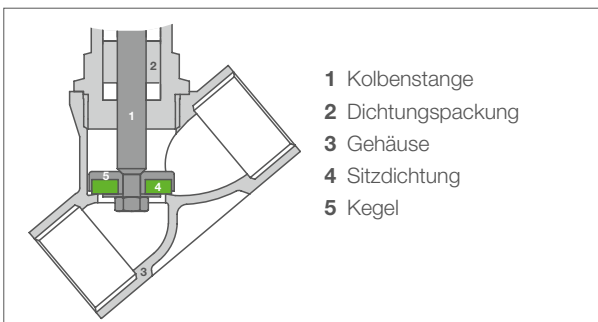 1 Kolbenstange
2 Dichtungspackung
3 Gehäuse
4 Sitzdichtung
5 Kegel
2
1
5
4
3